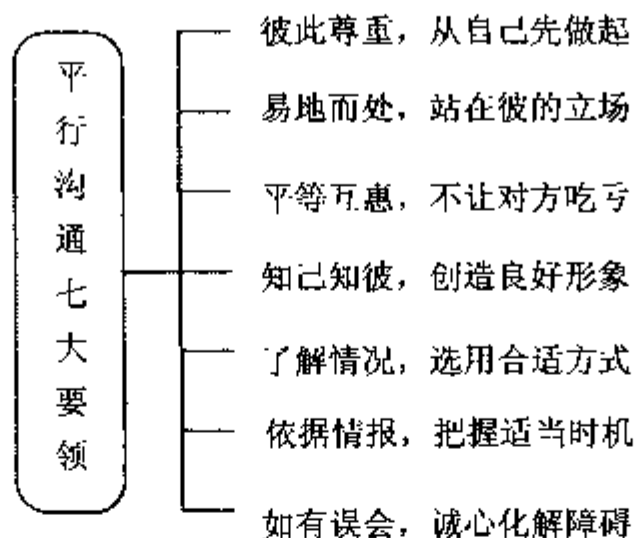 平行沟通七大要领
彼此尊重，从自己先做起
易地而处，站在彼的立场
平等互惠，不让对方吃亏
知己知彼，创造良好形象
了解情况，选用合适方式
依据情报，把握适当时机
如有误会，诚心化解障碍